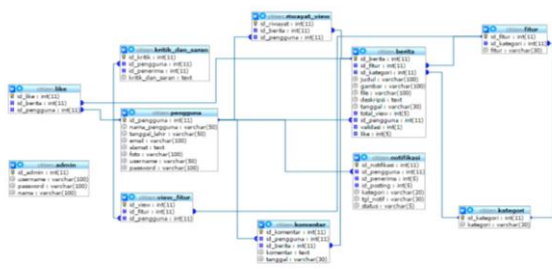 riwayat_view
id_riwayat : int(11)
id_berita : int(11)
id_pengguna : int(11)
fitur
id_fitur : int(11)
id_kategori : int(11)
fitur : varchar(30)
kritik_dan_saran
id_kritik : int(11)
id_pengguna : int(11)
id_penerima : int(11)
kritik_dan_saran : text
berita
id_berita : int(11)
id_fitur : int(11)
id_kategori : int(11)
judul : varchar(100)
gambar : varchar(100)
file : varchar(100)
deskripsi : text
tanggal : varchar(30)
total_view : int(5)
id_pengguna : int(11)
validasi : int(1)
like : int(5)
like
id_like : int(11)
id_berita : int(11)
id_pengguna : int(11)
pengguna
id_pengguna : int(11)
nama_pengguna : varchar(50)
tanggal_lahir : varchar(50)
email : varchar(100)
alamat : text
foto : varchar(100)
username : varchar(50)
password : varchar(100)
admin
id_admin : int(11)
username : varchar(100)
password : varchar(100)
nama : varchar(100)
notifikasi
id_notifikasi : int(11)
id_pengguna : int(11)
id_penerima : int(5)
id_posting : int(5)
kategori : varchar(20)
tgl_notif : varchar(30)
status : varchar(5)
view_fitur
id_view : int(11)
id_fitur : int(11)
id_pengguna : int(11)
kategori
id_kategori : int(11)
kategori : varchar(30)
komentar
id_komentar : int(11)
id_pengguna : int(11)
id_berita : int(11)
komentar : text
tanggal : varchar(30)